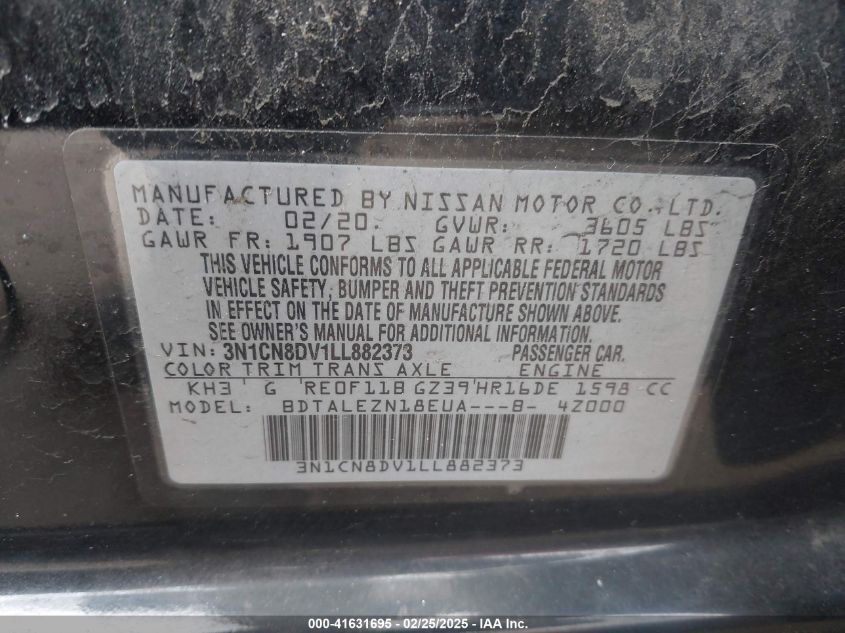 MANUFACTURED BY NISSAN MOTOR CO., LTD.
DATE: 02/20. GVWR: 3605 LBS
GAWR FR: 1907 LBS GAWR RR: 1720 LBS
THIS VEHICLE CONFORMS TO ALL APPLICABLE FEDERAL MOTOR
VEHICLE SAFETY, BUMPER AND THEFT PREVENTION STANDARDS
IN EFFECT ON THE DATE OF MANUFACTURE SHOWN ABOVE.
SEE OWNER'S MANUAL FOR ADDITIONAL INFORMATION.
VIN: 3N1CN8DV1LL882373 PASSENGER CAR.
COLOR TRIM TRANS AXLE ENGINE
KH3 G RE0F11B GZ39 HR16DE 1598 CC
MODEL: BDTALEZN18EUA---B- 4Z000
3N1CN8DV1LL882373
000-41631695 — 02/25/2025 — IAAI.com